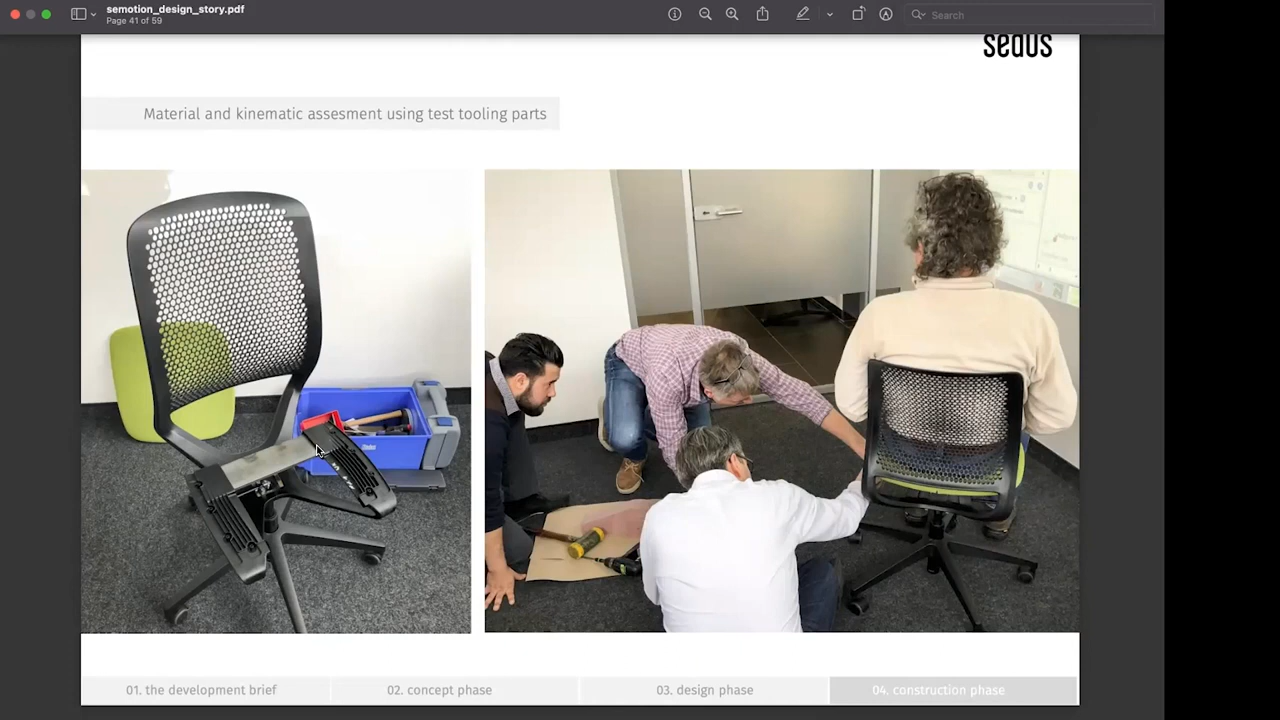 semotion_design_story.pdf
Page 41 of 59
Search
sedus
Material and kinematic assesment using test tooling parts
01. the development brief
02. concept phase
03. design phase
04. construction phase